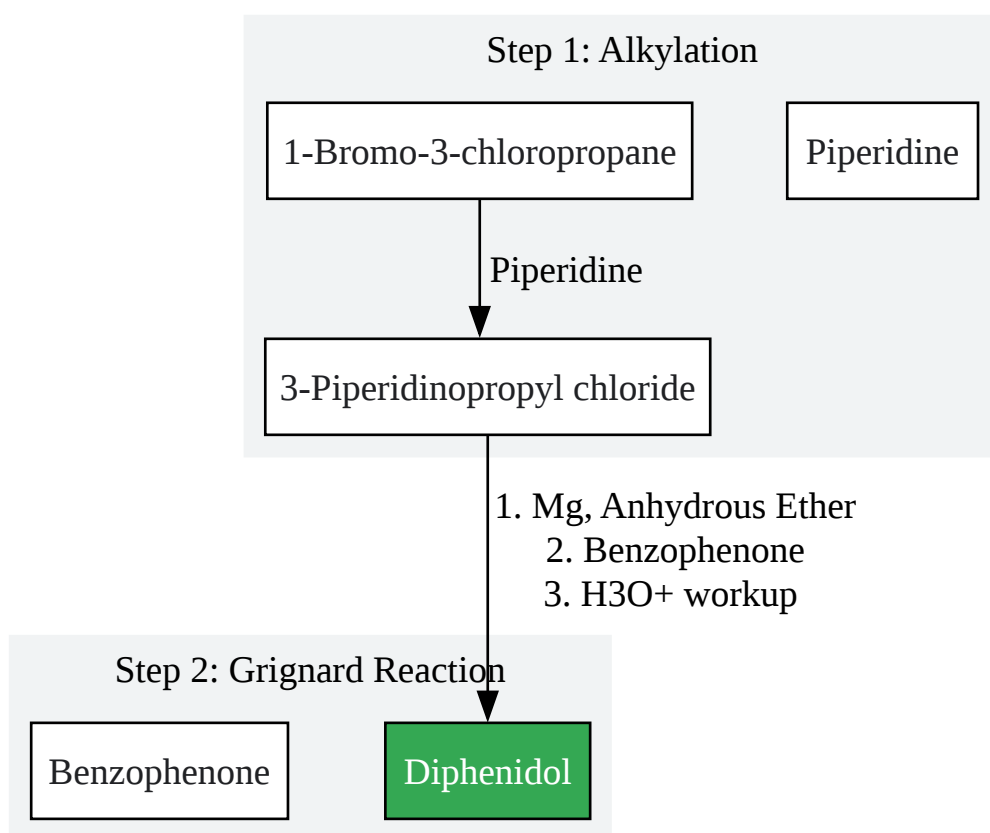 Step 1: Alkylation
1-Bromo-3-chloropropane
Piperidine
Piperidine
3-Piperidinopropyl chloride
1. Mg, Anhydrous Ether
2. Benzophenone
3. H3O+ workup
Step 2: Grignard Reaction
Benzophenone
Diphenidol